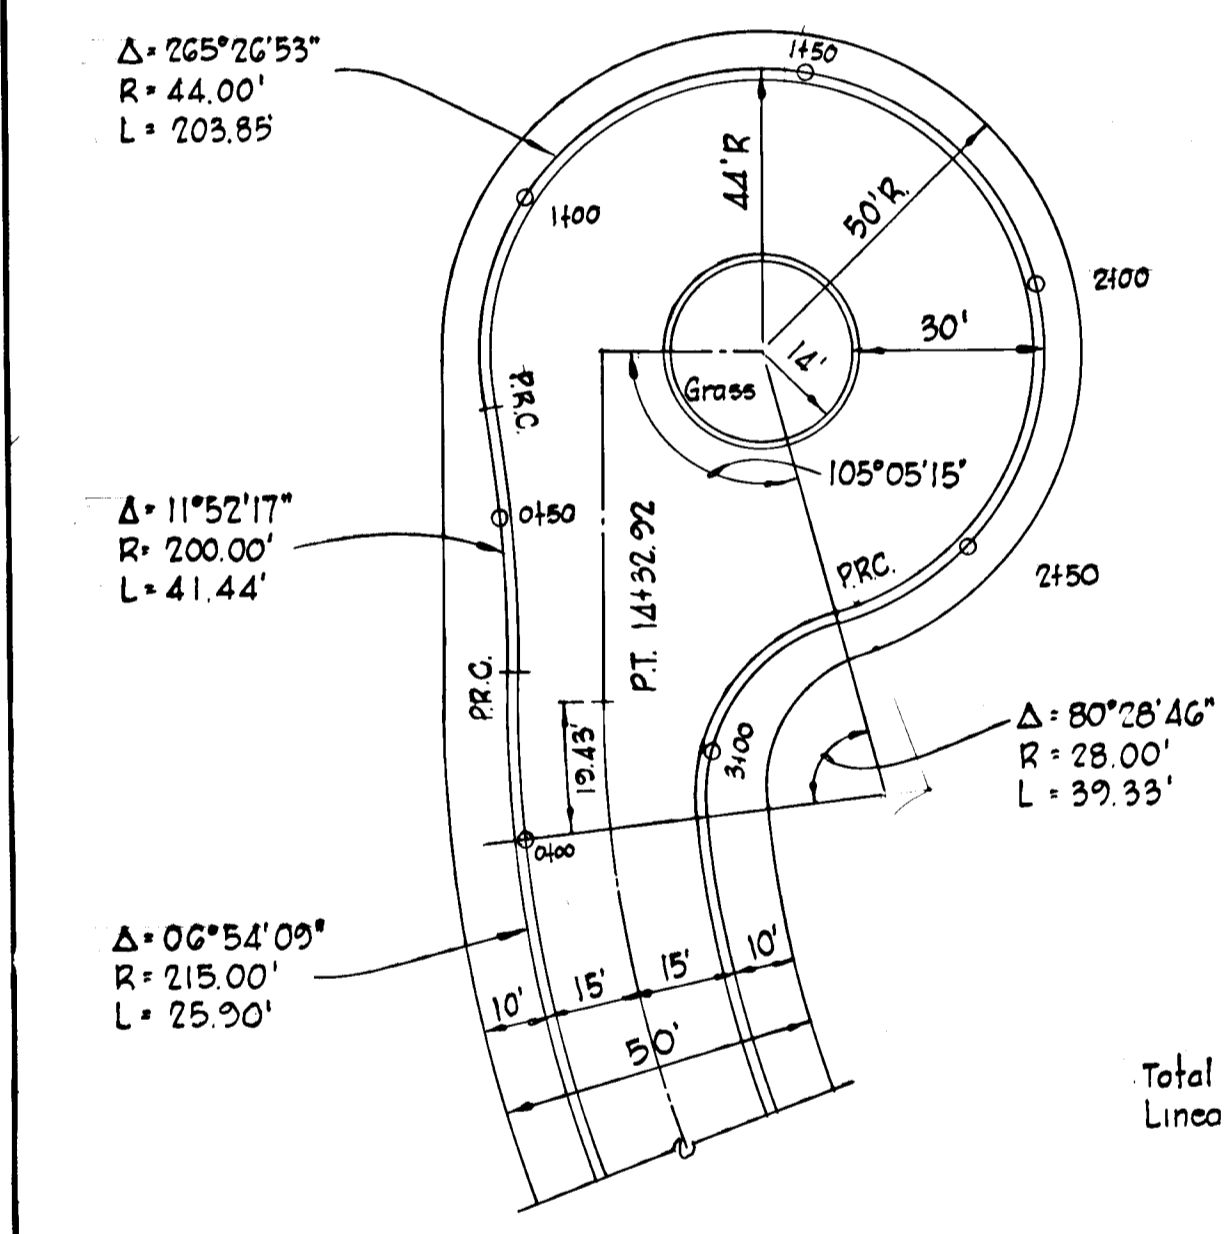 Δ= 265°26'53"
R= 44.00'
L= 203.85'
1+50
44'R
50'R.
1+00
2+00
30'
14'
Grass
P.R.C.
105°05'15"
Δ= 11°52'17"
R= 200.00'
L= 41.44'
0+50
P.T. 14+32.92
P.R.C.
2+50
P.R.C.
19.43'
3+00
Δ= 80°28'46"
R= 28.00'
L= 39.33'
0+00
Δ= 06°54'09"
R= 215.00'
L= 25.90'
10'
15'
15'
10'
50'
Total